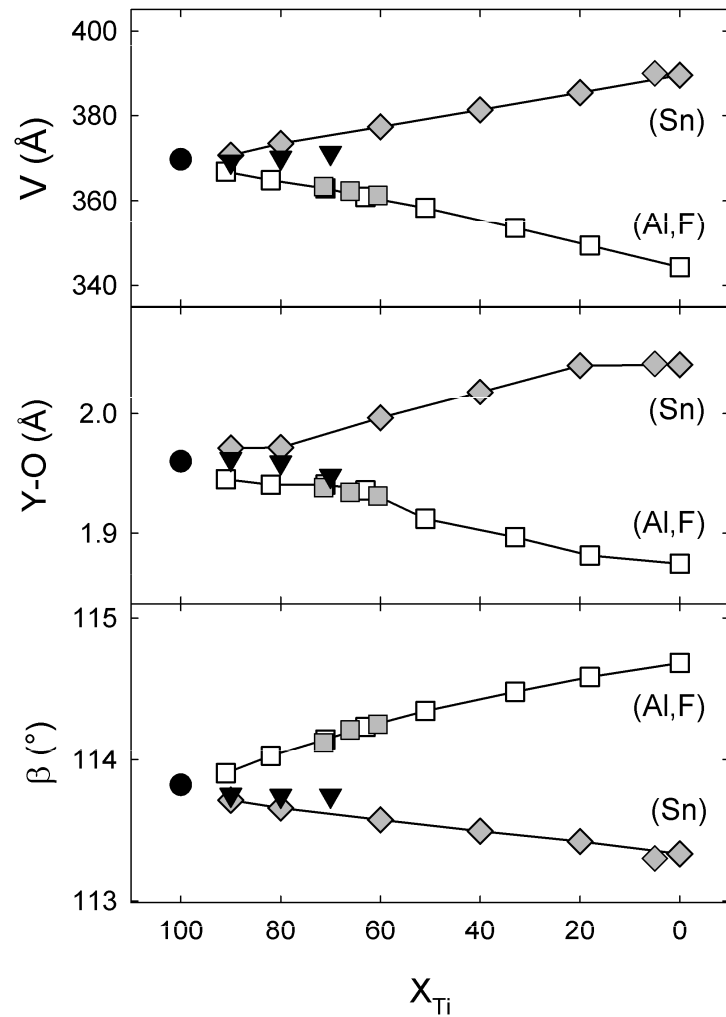 400
380
360
340
V (Å)
(Sn)
(Al,F)
2.0
1.9
Y-O (Å)
(Sn)
(Al,F)
115
114
113
β (°)
(Al,F)
(Sn)
100 80 60 40 20 0
XTi